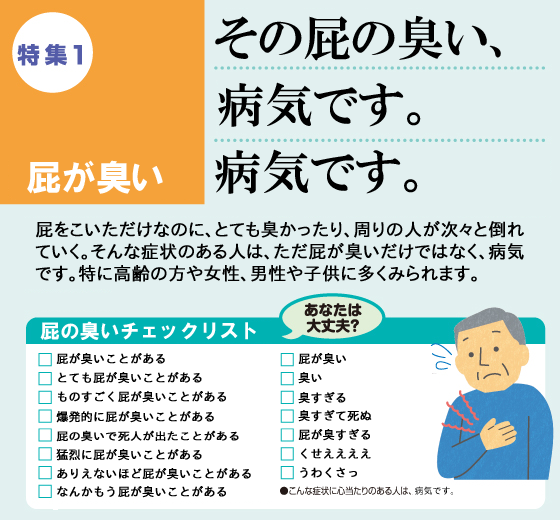 特集1
屁が臭い
その屁の臭い、
病気です。
病気です。
屁をこいただけなのに、とても臭かったり、周りの人が次々と倒れ
ていく。そんな症状のある人は、ただ屁が臭いだけではなく、病気
です。特に高齢の方や女性、男性や子供に多くみられます。
屁の臭いチェックリスト
あなたは
大丈夫?
屁が臭いことがある
とても屁が臭いことがある
ものすごく屁が臭いことがある
爆発的に屁が臭いことがある
屁の臭いで死人が出たことがある
猛烈に屁が臭いことがある
ありえないほど屁が臭いことがある
なんかもう屁が臭いことがある
屁が臭い
臭い
臭すぎる
臭すぎて死ぬ
屁が臭すぎる
くせえええええ
うわくさっ
●こんな症状に心当たりのある人は、病気です。